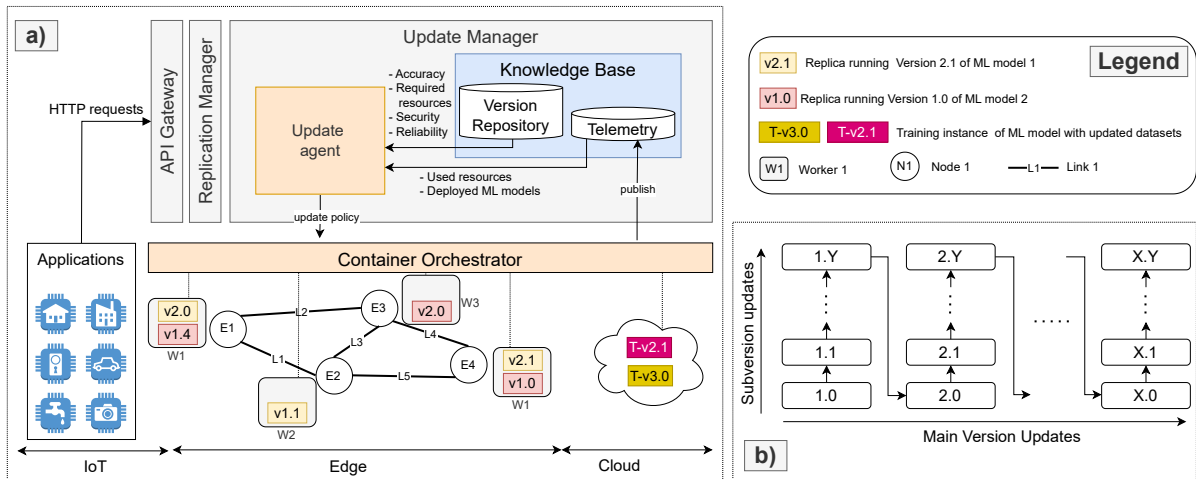 a)
HTTP requests
API Gateway
Replication Manager
Update Manager
- Accuracy
- Required
resources
- Security
- Reliability
Knowledge Base
Version
Repository
Telemetry
Update
agent
- Used resources
- Deployed ML models
publish
update policy
Applications
Container Orchestrator
v2.0
v1.4
W1
E1
L2
E3
v2.0
W3
L1
L3
L4
E2
L5
E4
v1.1
W2
v2.1
v1.0
W1
T-v2.1
T-v3.0
IoT
Edge
Cloud
Legend
v2.1
Replica running Version 2.1 of ML model 1
v1.0
Replica running Version 1.0 of ML model 2
T-v3.0
T-v2.1
Training instance of ML model with updated datasets
W1
Worker 1
N1
Node 1
L1
Link 1
Subversion updates
1.Y
2.Y
X.Y
1.1
2.1
X.1
1.0
2.0
X.0
Main Version Updates
b)